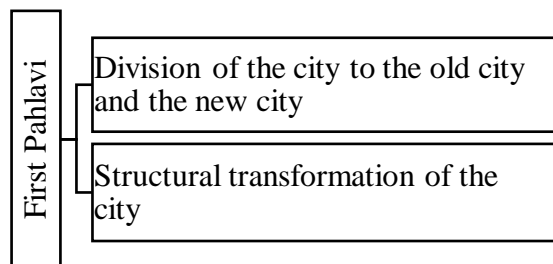 First Pahlavi
Division of the city to the old city
and the new city
Structural transformation of the
city